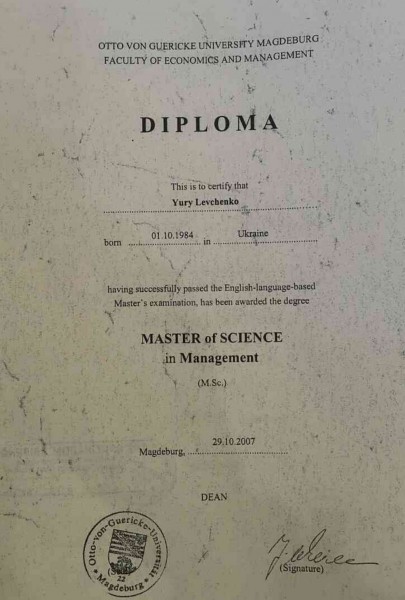 OTTO VON GUERICKE UNIVERSITY MAGDEBURG
FACULTY OF ECONOMICS AND MANAGEMENT
DIPLOMA
This is to certify that
Yury Levchenko
born 01.10.1984 in Ukraine
having successfully passed the English-language-based
Master's examination, has been awarded the degree
MASTER of SCIENCE
in Management
(M.Sc.)
Magdeburg, 29.10.2007
DEAN
Otto-von-Guericke-Universität
Magdeburg
22
(Signature)